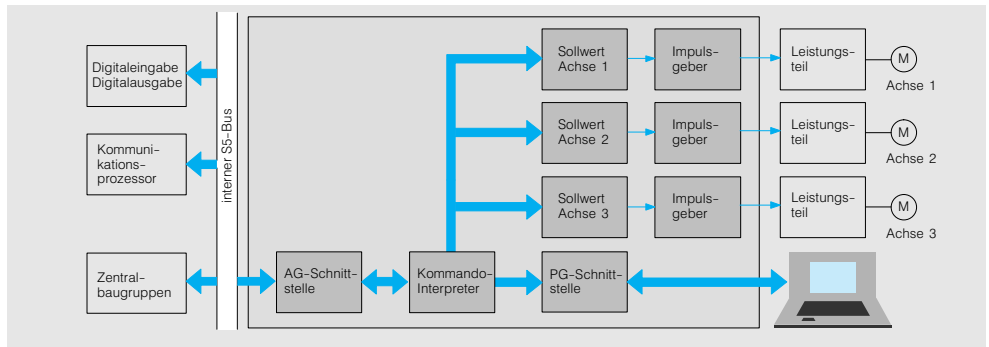 Digitaleingabe
Digitalausgabe
Kommuni-
kations-
prozessor
Zentral-
baugruppen
interner S5-Bus
AG-Schnitt-
stelle
Kommando-
Interpreter
PG-Schnitt-
stelle
Sollwert
Achse 1
Impuls-
geber
Leistungs-
teil
M
Achse 1
Sollwert
Achse 2
Impuls-
geber
Leistungs-
teil
M
Achse 2
Sollwert
Achse 3
Impuls-
geber
Leistungs-
teil
M
Achse 3